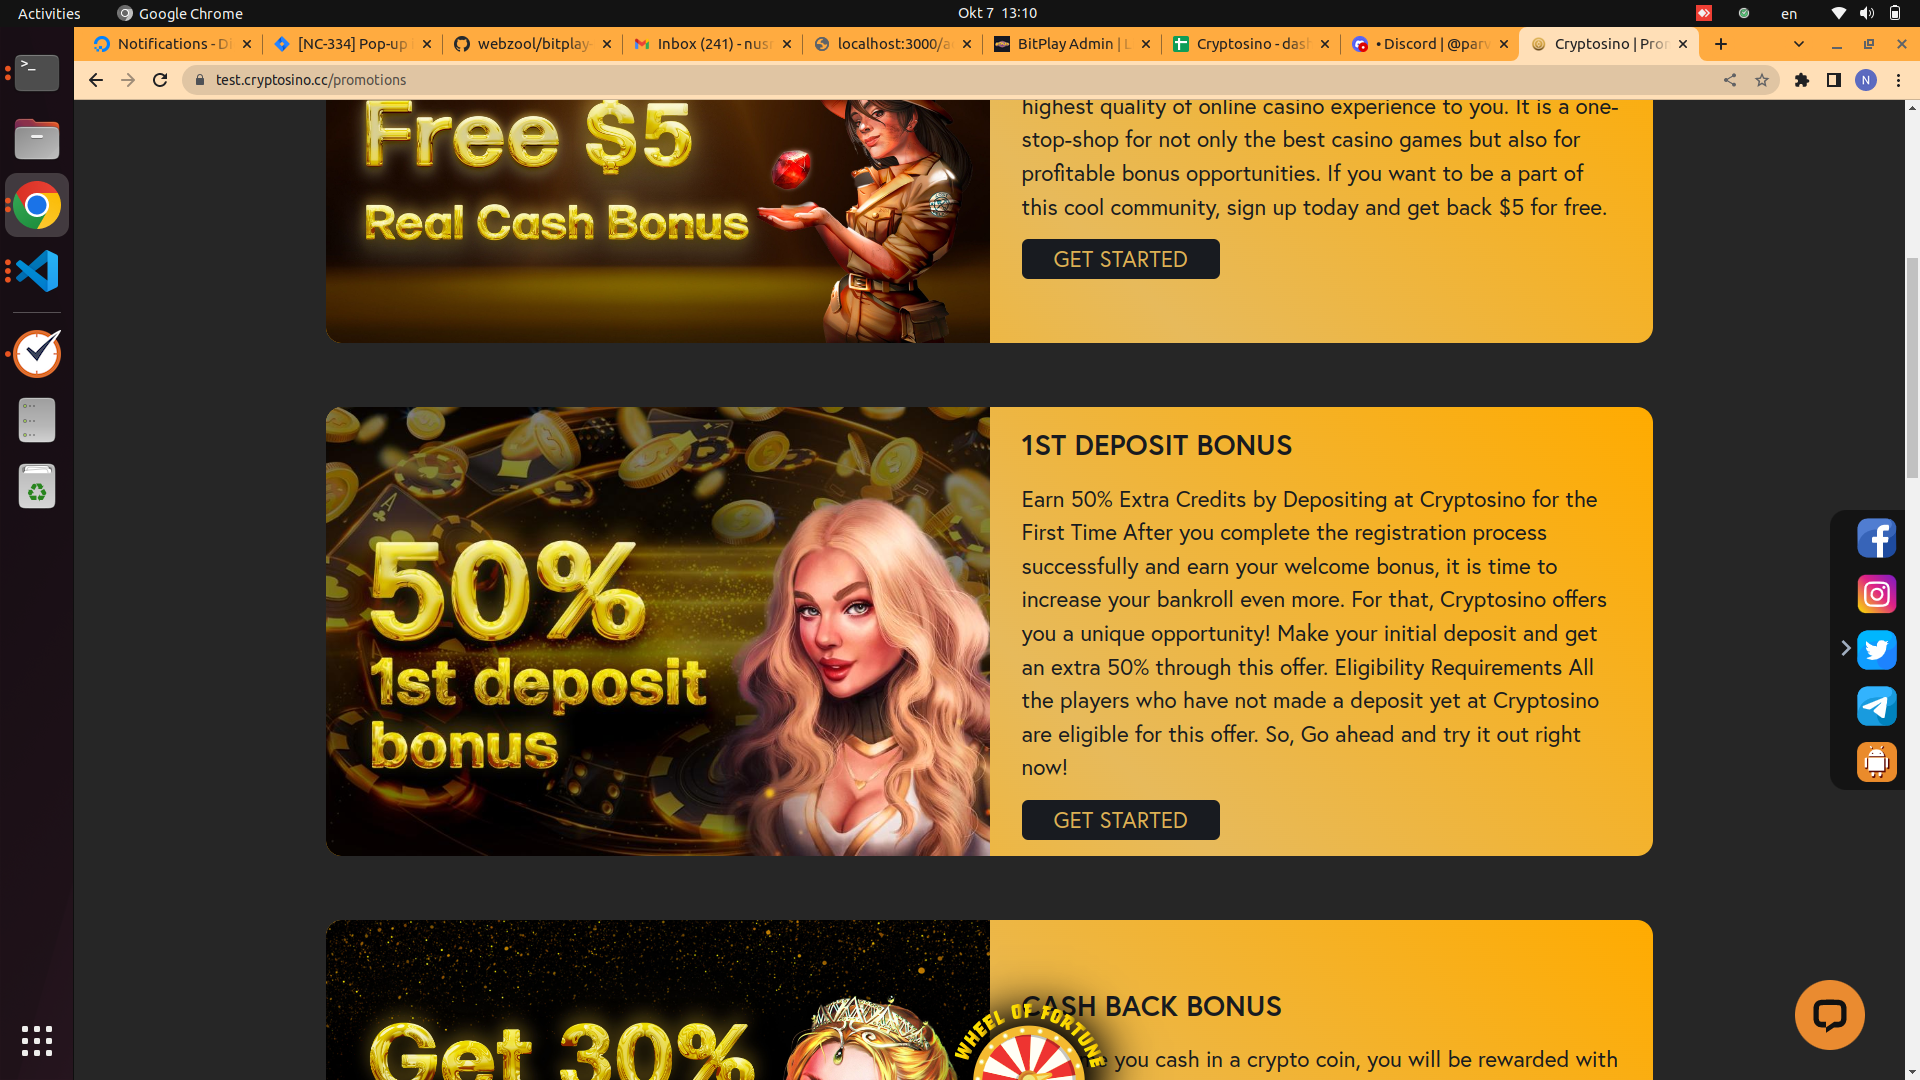 Activities
Google Chrome
Okt 7 13:10
en
Notifications - Di
[NC-334] Pop-up
webzool/bitplay-
Inbox (241) - nusr
localhost:3000/a
BitPlay Admin | L
Cryptosino - dash
• Discord | @parv
Cryptosino | Pro
test.cryptosino.cc/promotions
N
Free $5
Real Cash Bonus
highest quality of online casino experience to you. It is a one-
stop-shop for not only the best casino games but also for
profitable bonus opportunities. If you want to be a part of
this cool community, sign up today and get back $5 for free.
GET STARTED
50%
1st deposit
bonus
1ST DEPOSIT BONUS
Earn 50% Extra Credits by Depositing at Cryptosino for the
First Time After you complete the registration process
successfully and earn your welcome bonus, it is time to
increase your bankroll even more. For that, Cryptosino offers
you a unique opportunity! Make your initial deposit and get
an extra 50% through this offer. Eligibility Requirements All
the players who have not made a deposit yet at Cryptosino
are eligible for this offer. So, Go ahead and try it out right
now!
GET STARTED
Get 30%
CASH BACK BONUS
WHEEL OF FORTUNE
you cash in a crypto coin, you will be rewarded with